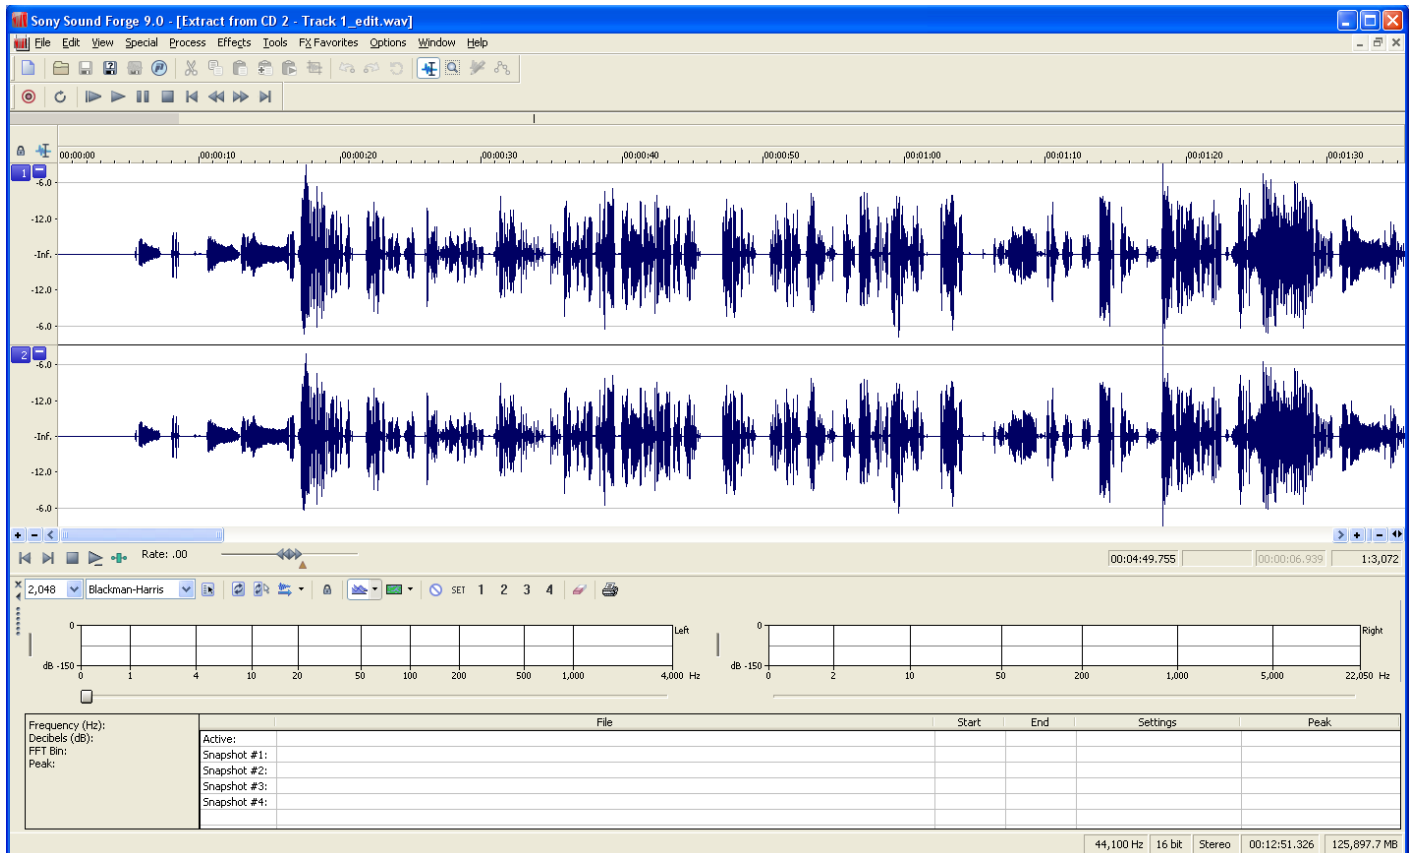 Sony Sound Forge 9.0 - [Extract from CD 2 - Track 1_edit.wav]
File Edit View Special Process Effects Tools FX Favorites Options Window Help
00:00:00 00:00:10 00:00:20 00:00:30 00:00:40 00:00:50 00:01:00 00:01:10 00:01:20 00:01:30
1
-6.0
-12.0
-Inf.
-12.0
-6.0
2
-6.0
-12.0
-Inf.
-12.0
-6.0
Rate: .00 00:04:49.755 00:00:06.939 1:3,072
2,048 Blackman-Harris SET 1 2 3 4
0 Left 0 Right
dB -150 dB -150
0 1 4 10 20 50 100 200 500 1,000 4,000 Hz 0 2 10 50 200 1,000 5,000 22,050 Hz
Frequency (Hz): File Start End Settings Peak
Decibels (dB): Active:
FFT Bin: Snapshot #1:
Peak: Snapshot #2:
Snapshot #3:
Snapshot #4:
44,100 Hz 16 bit Stereo 00:12:51.326 125,897.7 MB